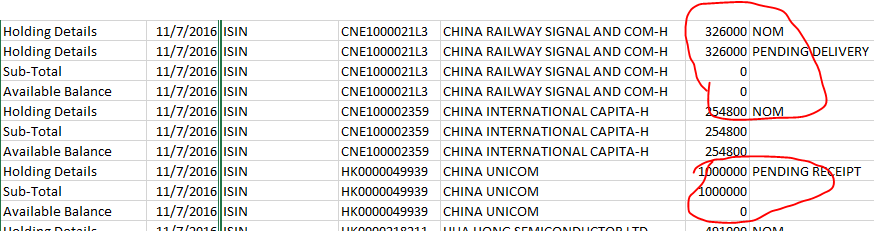 Holding Details 11/7/2016 ISIN CNE1000021L3 CHINA RAILWAY SIGNAL AND COM-H 326000 NOM
Holding Details 11/7/2016 ISIN CNE1000021L3 CHINA RAILWAY SIGNAL AND COM-H 326000 PENDING DELIVERY
Sub-Total 11/7/2016 ISIN CNE1000021L3 CHINA RAILWAY SIGNAL AND COM-H 0
Available Balance 11/7/2016 ISIN CNE1000021L3 CHINA RAILWAY SIGNAL AND COM-H 0
Holding Details 11/7/2016 ISIN CNE100002359 CHINA INTERNATIONAL CAPITA-H 254800 NOM
Sub-Total 11/7/2016 ISIN CNE100002359 CHINA INTERNATIONAL CAPITA-H 254800
Available Balance 11/7/2016 ISIN CNE100002359 CHINA INTERNATIONAL CAPITA-H 254800
Holding Details 11/7/2016 ISIN HK0000049939 CHINA UNICOM 1000000 PENDING RECEIPT
Sub-Total 11/7/2016 ISIN HK0000049939 CHINA UNICOM 1000000
Available Balance 11/7/2016 ISIN HK0000049939 CHINA UNICOM 0
Holding Details 11/7/2016 ISIN HK0000218211 HUA HONG SEMICONDUCTOR LTD 491000 NOM